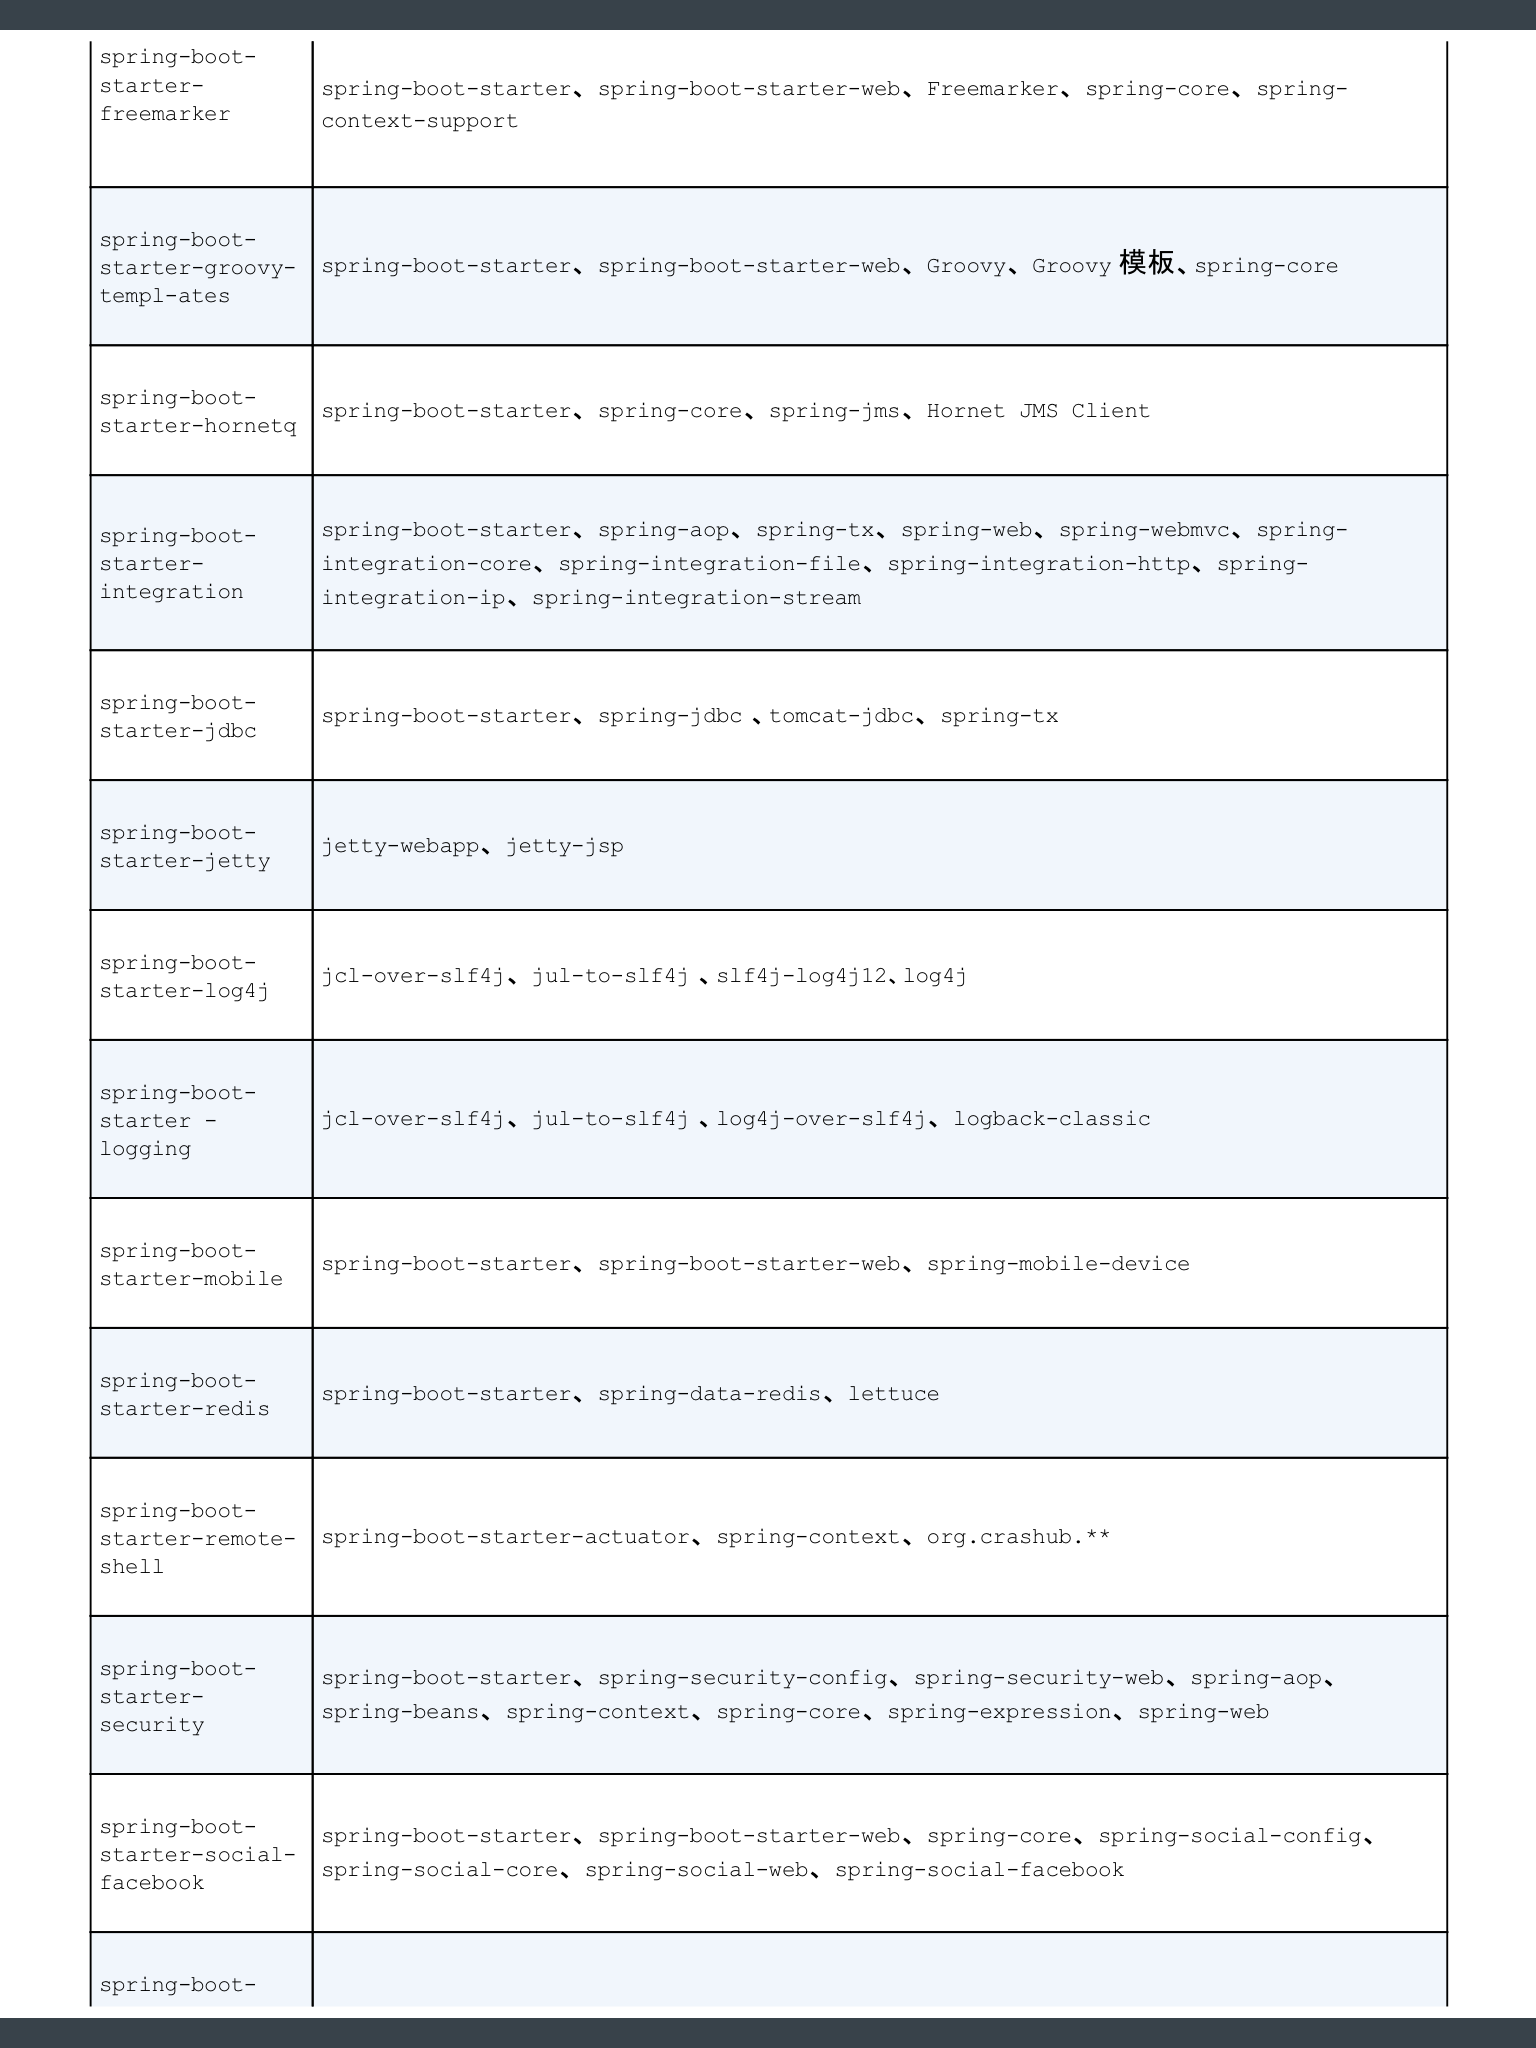 spring-boot-
starter-
freemarker
spring-boot-starter、spring-boot-starter-web、Freemarker、spring-core、spring-
context-support
spring-boot-
starter-groovy-
templ-ates
spring-boot-starter、spring-boot-starter-web、Groovy、Groovy 模板、spring-core
spring-boot-
starter-hornetq
spring-boot-starter、spring-core、spring-jms、Hornet JMS Client
spring-boot-
starter-
integration
spring-boot-starter、spring-aop、spring-tx、spring-web、spring-webmvc、spring-
integration-core、spring-integration-file、spring-integration-http、spring-
integration-ip、spring-integration-stream
spring-boot-
starter-jdbc
spring-boot-starter、spring-jdbc 、tomcat-jdbc、spring-tx
spring-boot-
starter-jetty
jetty-webapp、jetty-jsp
spring-boot-
starter-log4j
jcl-over-slf4j、jul-to-slf4j 、slf4j-log4j12、log4j
spring-boot-
starter -
logging
jcl-over-slf4j、jul-to-slf4j 、log4j-over-slf4j、logback-classic
spring-boot-
starter-mobile
spring-boot-starter、spring-boot-starter-web、spring-mobile-device
spring-boot-
starter-redis
spring-boot-starter、spring-data-redis、lettuce
spring-boot-
starter-remote-
shell
spring-boot-starter-actuator、spring-context、org.crashub.**
spring-boot-
starter-
security
spring-boot-starter、spring-security-config、spring-security-web、spring-aop、
spring-beans、spring-context、spring-core、spring-expression、spring-web
spring-boot-
starter-social-
facebook
spring-boot-starter、spring-boot-starter-web、spring-core、spring-social-config、
spring-social-core、spring-social-web、spring-social-facebook
spring-boot-